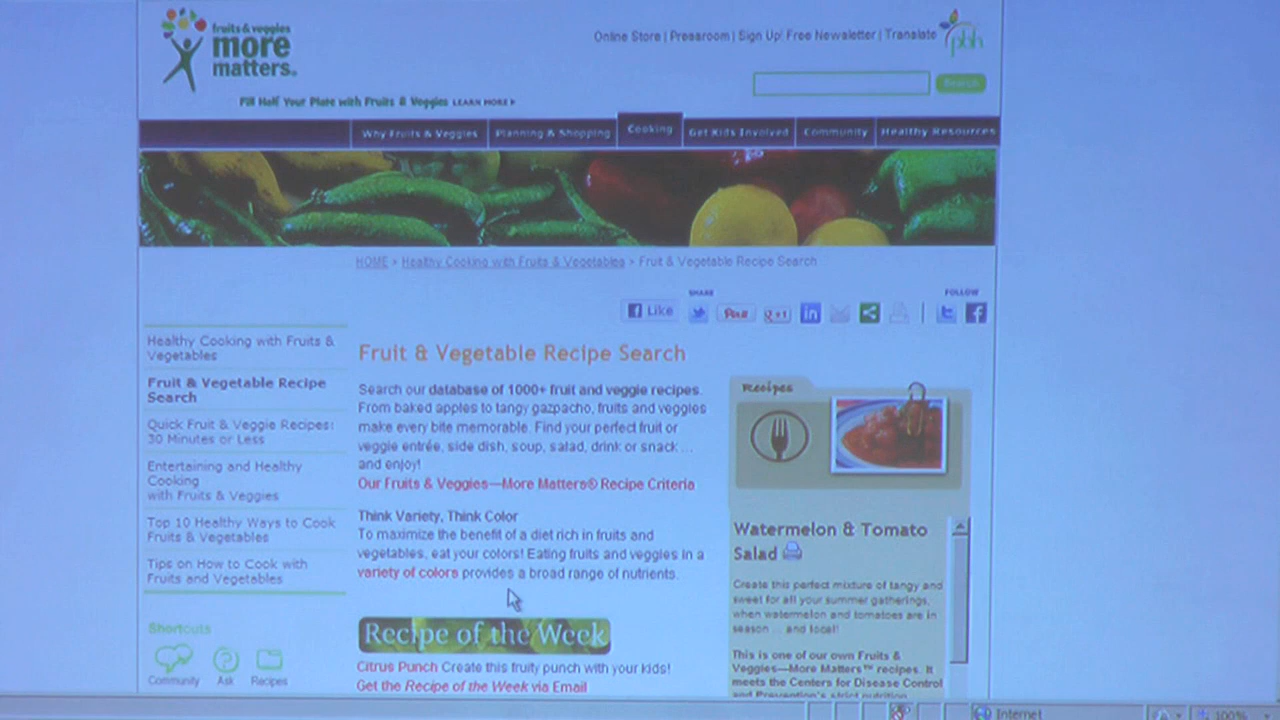 fruits & veggies
more
matters®
Online Store | Pressroom | Sign Up! Free Newsletter | Translate
pbh
Search
Fill Half Your Plate with Fruits & Veggies LEARN MORE
Why Fruits & Veggies
Planning & Shopping
Cooking
Get Kids Involved
Community
Healthy Resources
HOME > Healthy Cooking with Fruits & Vegetables > Fruit & Vegetable Recipe Search
SHARE
FOLLOW
Like
Pin it
g +1
in
Healthy Cooking with Fruits &
Vegetables
Fruit & Vegetable Recipe
Search
Quick Fruit & Veggie Recipes:
30 Minutes or Less
Entertaining and Healthy
Cooking
with Fruits & Veggies
Top 10 Healthy Ways to Cook
Fruits & Vegetables
Tips on How to Cook with
Fruits and Vegetables
Shortcuts
Community
Ask
Recipes
Fruit & Vegetable Recipe Search
Search our database of 1000+ fruit and veggie recipes.
From baked apples to tangy gazpacho, fruits and veggies
make every bite memorable. Find your perfect fruit or
veggie entrée, side dish, soup, salad, drink or snack ...
and enjoy!
Our Fruits & Veggies—More Matters® Recipe Criteria
Think Variety, Think Color
To maximize the benefit of a diet rich in fruits and
vegetables, eat your colors! Eating fruits and veggies in a
variety of colors provides a broad range of nutrients.
Recipe of the Week
Citrus Punch Create this fruity punch with your kids!
Get the Recipe of the Week via Email
Recipes
Watermelon & Tomato
Salad
Create this perfect mixture of tangy and
sweet for all your summer gatherings,
when watermelon and tomatoes are in
season ... and local!
This is one of our own Fruits &
Veggies—More Matters™ recipes. It
meets the Centers for Disease Control
and Prevention's strict nutrition
Internet
100%